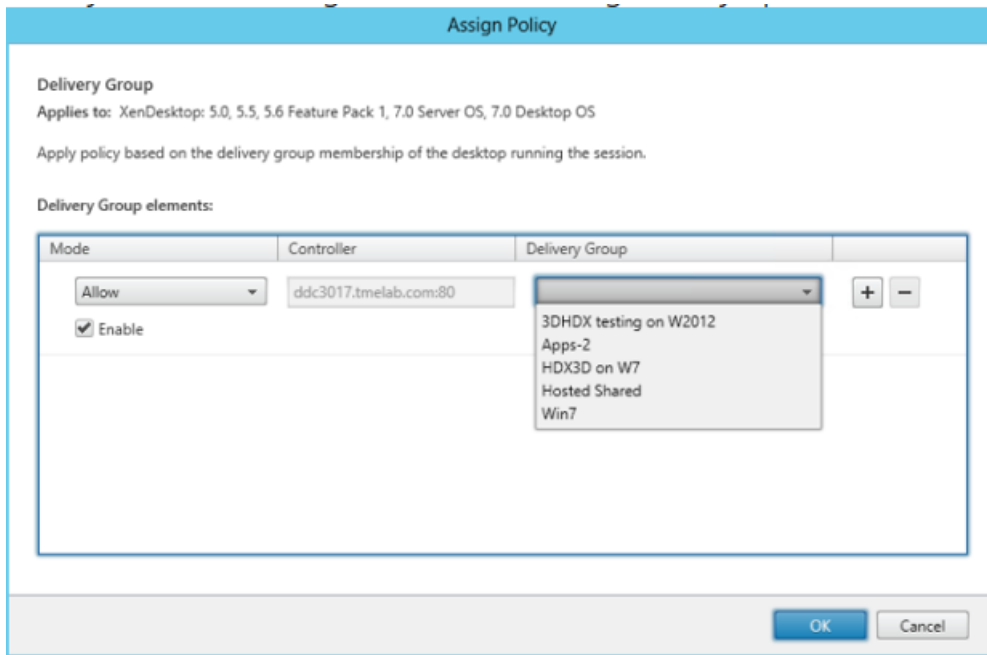 Assign Policy
Delivery Group
Applies to: XenDesktop: 5.0, 5.5, 5.6 Feature Pack 1, 7.0 Server OS, 7.0 Desktop OS
Apply policy based on the delivery group membership of the desktop running the session.
Delivery Group elements:
Mode Controller Delivery Group
Allow ddc3017.tmelab.com:80 + −
Enable
3DHDX testing on W2012
Apps-2
HDX3D on W7
Hosted Shared
Win7
OK Cancel